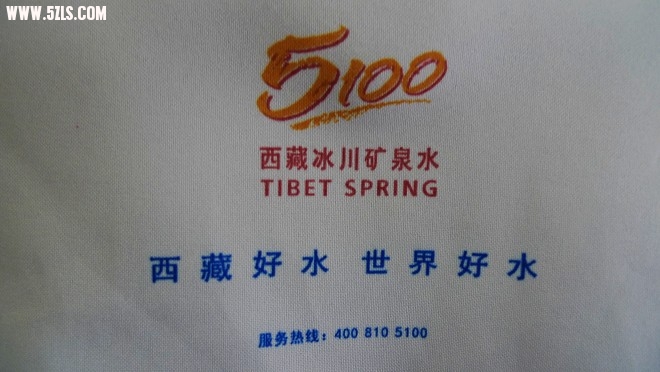 WWW.5ZLS.COM
5100
西藏冰川矿泉水
TIBET SPRING
西藏好水 世界好水
服务热线：400 810 5100